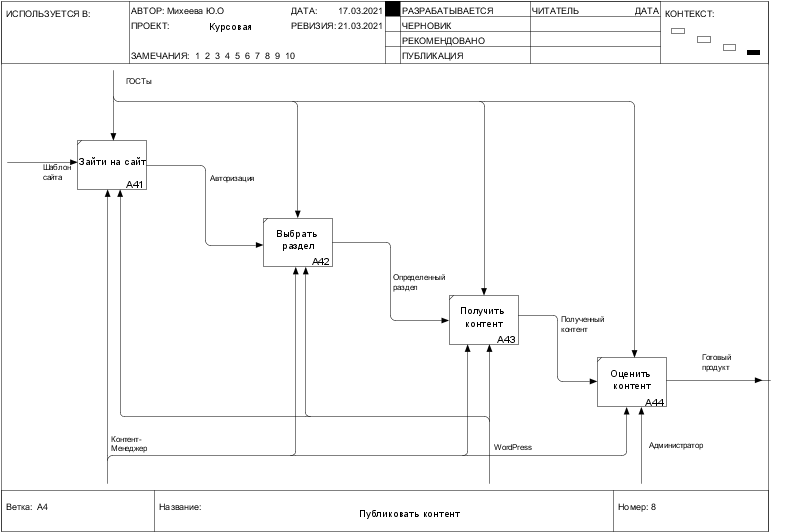 ИСПОЛЬЗУЕТСЯ В:
АВТОР: Михеева Ю.О
ДАТА: 17.03.2021
РАЗРАБАТЫВАЕТСЯ
ЧИТАТЕЛЬ
ДАТА
КОНТЕКСТ:
ПРОЕКТ: Курсовая
РЕВИЗИЯ: 21.03.2021
ЧЕРНОВИК
РЕКОМЕНДОВАНО
ЗАМЕЧАНИЯ: 1 2 3 4 5 6 7 8 9 10
ПУБЛИКАЦИЯ
ГОСТы
Шаблон
сайта
Зайти на сайт
A41
Авторизация
Выбрать
раздел
A42
Определенный
раздел
Получить
контент
A43
Полученный
контент
Оценить
контент
A44
Готовый
продукт
Контент-
Менеджер
WordPress
Администратор
Ветка: A4
Название:
Публиковать контент
Номер: 8